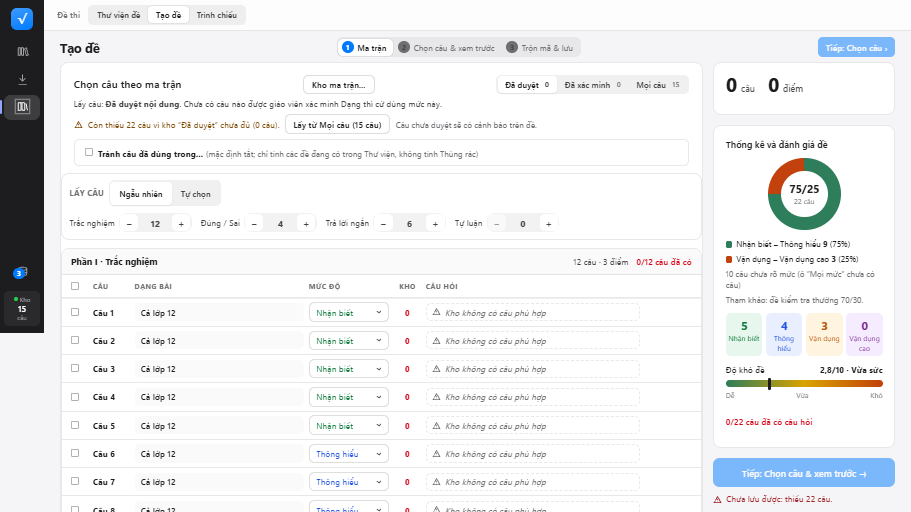 Đề thi Thư viện đề Tạo đề Trình chiếu
Tạo đề
1 Ma trận 2 Chọn câu & xem trước 3 Trộn mã & lưu
Tiếp: Chọn câu ›
Chọn câu theo ma trận
Kho ma trận...
Đã duyệt 0 Đã xác minh 0 Mọi câu 15
Lấy câu: Đã duyệt nội dung. Chưa có câu nào được giáo viên xác minh Dạng thì cứ dùng mức này.
Còn thiếu 22 câu vì kho “Đã duyệt” chưa đủ (0 câu). Lấy từ Mọi câu (15 câu) Câu chưa duyệt sẽ có cảnh báo trên đề.
Tránh câu đã dùng trong... (mặc định tắt; chỉ tính các đề đang có trong Thư viện, không tính Thùng rác)
LẤY CÂU Ngẫu nhiên Tự chọn
Trắc nghiệm − 12 + Đúng / Sai − 4 + Trả lời ngắn − 6 + Tự luận − 0 +
Phần I · Trắc nghiệm
12 câu · 3 điểm 0/12 câu đã có
CÂU DẠNG BÀI MỨC ĐỘ KHO CÂU HỎI
Câu 1 Cả lớp 12 Nhận biết 0 Kho không có câu phù hợp
Câu 2 Cả lớp 12 Nhận biết 0 Kho không có câu phù hợp
Câu 3 Cả lớp 12 Nhận biết 0 Kho không có câu phù hợp
Câu 4 Cả lớp 12 Nhận biết 0 Kho không có câu phù hợp
Câu 5 Cả lớp 12 Nhận biết 0 Kho không có câu phù hợp
Câu 6 Cả lớp 12 Thông hiểu 0 Kho không có câu phù hợp
Câu 7 Cả lớp 12 Thông hiểu 0 Kho không có câu phù hợp
Câu 8 Cả lớp 12 Thông hiểu 0 Kho không có câu phù hợp
0 câu 0 điểm
Thống kê và đánh giá đề
75/25
22 câu
Nhận biết – Thông hiểu 9 (75%)
Vận dụng – Vận dụng cao 3 (25%)
10 câu chưa rõ mức (ô “Mọi mức” chưa có
câu)
Tham khảo: đề kiểm tra thường 70/30.
5 4 3 0
Nhận biết Thông hiểu Vận dụng Vận dụng cao
Độ khó đề 2,8/10 · Vừa sức
Dễ Vừa Khó
0/22 câu đã có câu hỏi
Tiếp: Chọn câu & xem trước →
Chưa lưu được: thiếu 22 câu.
3
Kho
15
câu